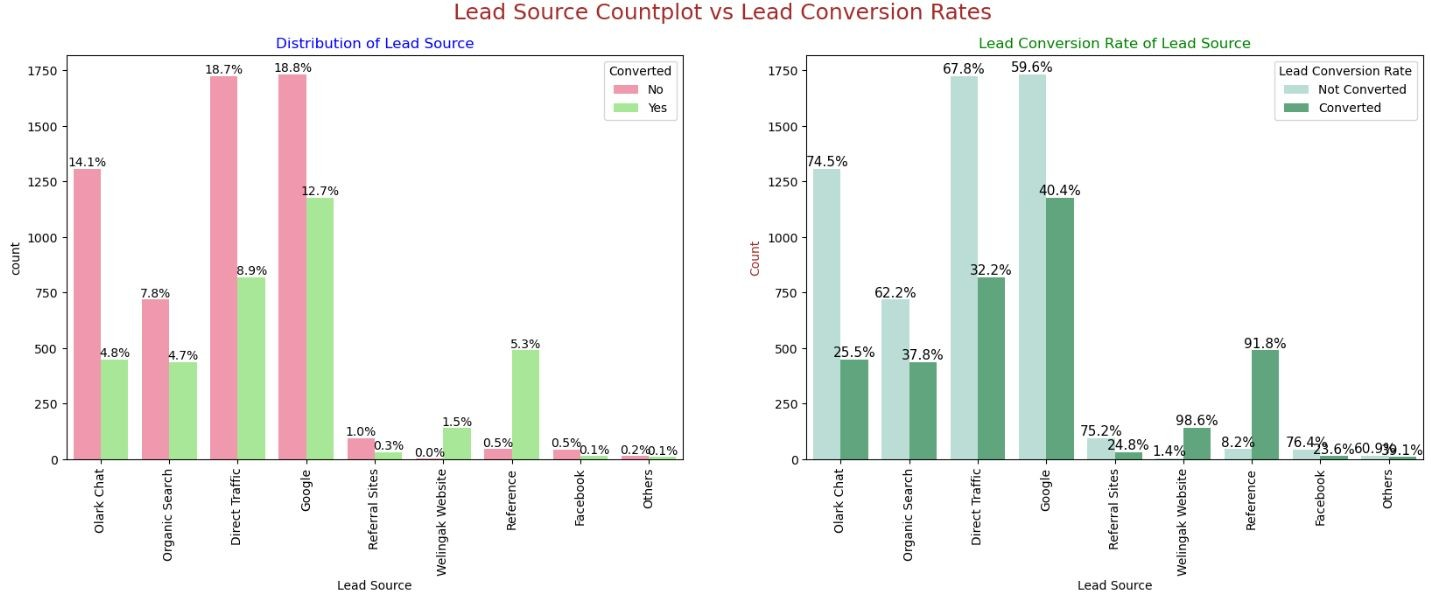 Lead Source Countplot vs Lead Conversion Rates
Distribution of Lead Source
Converted
No
Yes
count
1750
1500
1250
1000
750
500
250
0
14.1%
4.8%
7.8%
4.7%
18.7%
8.9%
18.8%
12.7%
1.0%
0.3%
0.0%
1.5%
0.5%
5.3%
0.5%
0.1%
0.2%
0.1%
Olark Chat
Organic Search
Direct Traffic
Google
Referral Sites
Welingak Website
Reference
Facebook
Others
Lead Source
Lead Conversion Rate of Lead Source
Lead Conversion Rate
Not Converted
Converted
Count
1750
1500
1250
1000
750
500
250
0
74.5%
25.5%
62.2%
37.8%
67.8%
32.2%
59.6%
40.4%
75.2%
24.8%
1.4%
98.6%
8.2%
91.8%
76.4%
23.6%
60.9%
39.1%
Olark Chat
Organic Search
Direct Traffic
Google
Referral Sites
Welingak Website
Reference
Facebook
Others
Lead Source